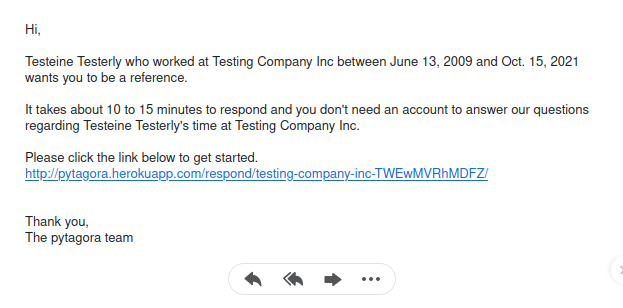 Hi,
Testeine Testerly who worked at Testing Company Inc between June 13, 2009 and Oct. 15, 2021
wants you to be a reference.
It takes about 10 to 15 minutes to respond and you don't need an account to answer our questions
regarding Testeine Testerly's time at Testing Company Inc.
Please click the link below to get started.
http://pytagora.herokuapp.com/respond/testing-company-inc-TWEwMVRhMDFZ/
Thank you,
The pytagora team